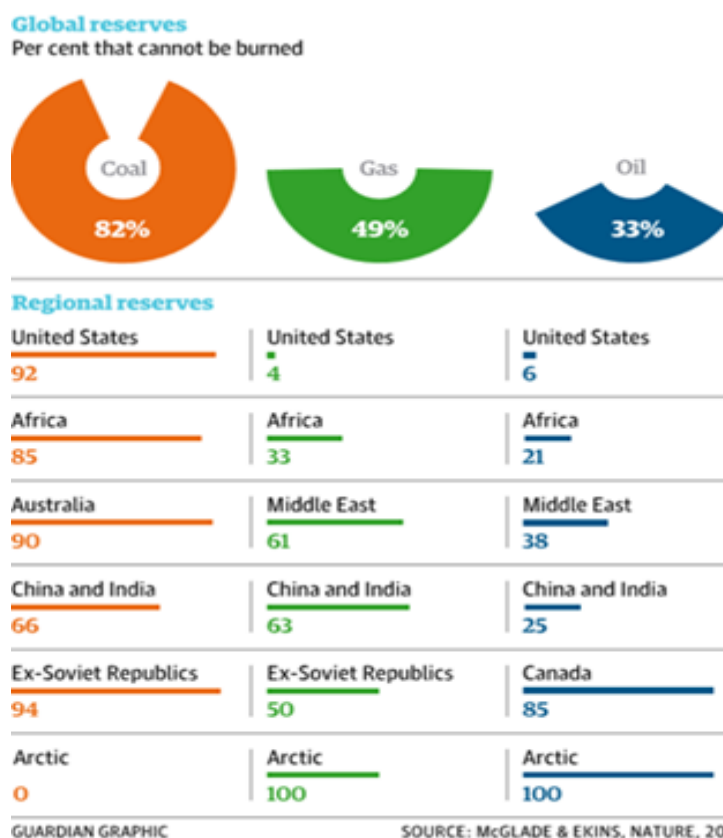 Global reserves
Per cent that cannot be burned
Coal
82%
Gas
49%
Oil
33%
Regional reserves
United States
92
United States
4
United States
6
Africa
85
Africa
33
Africa
21
Australia
90
Middle East
61
Middle East
38
China and India
66
China and India
63
China and India
25
Ex-Soviet Republics
94
Ex-Soviet Republics
50
Canada
85
Arctic
0
Arctic
100
Arctic
100
GUARDIAN GRAPHIC
SOURCE: McGLADE & EKINS, NATURE, 20